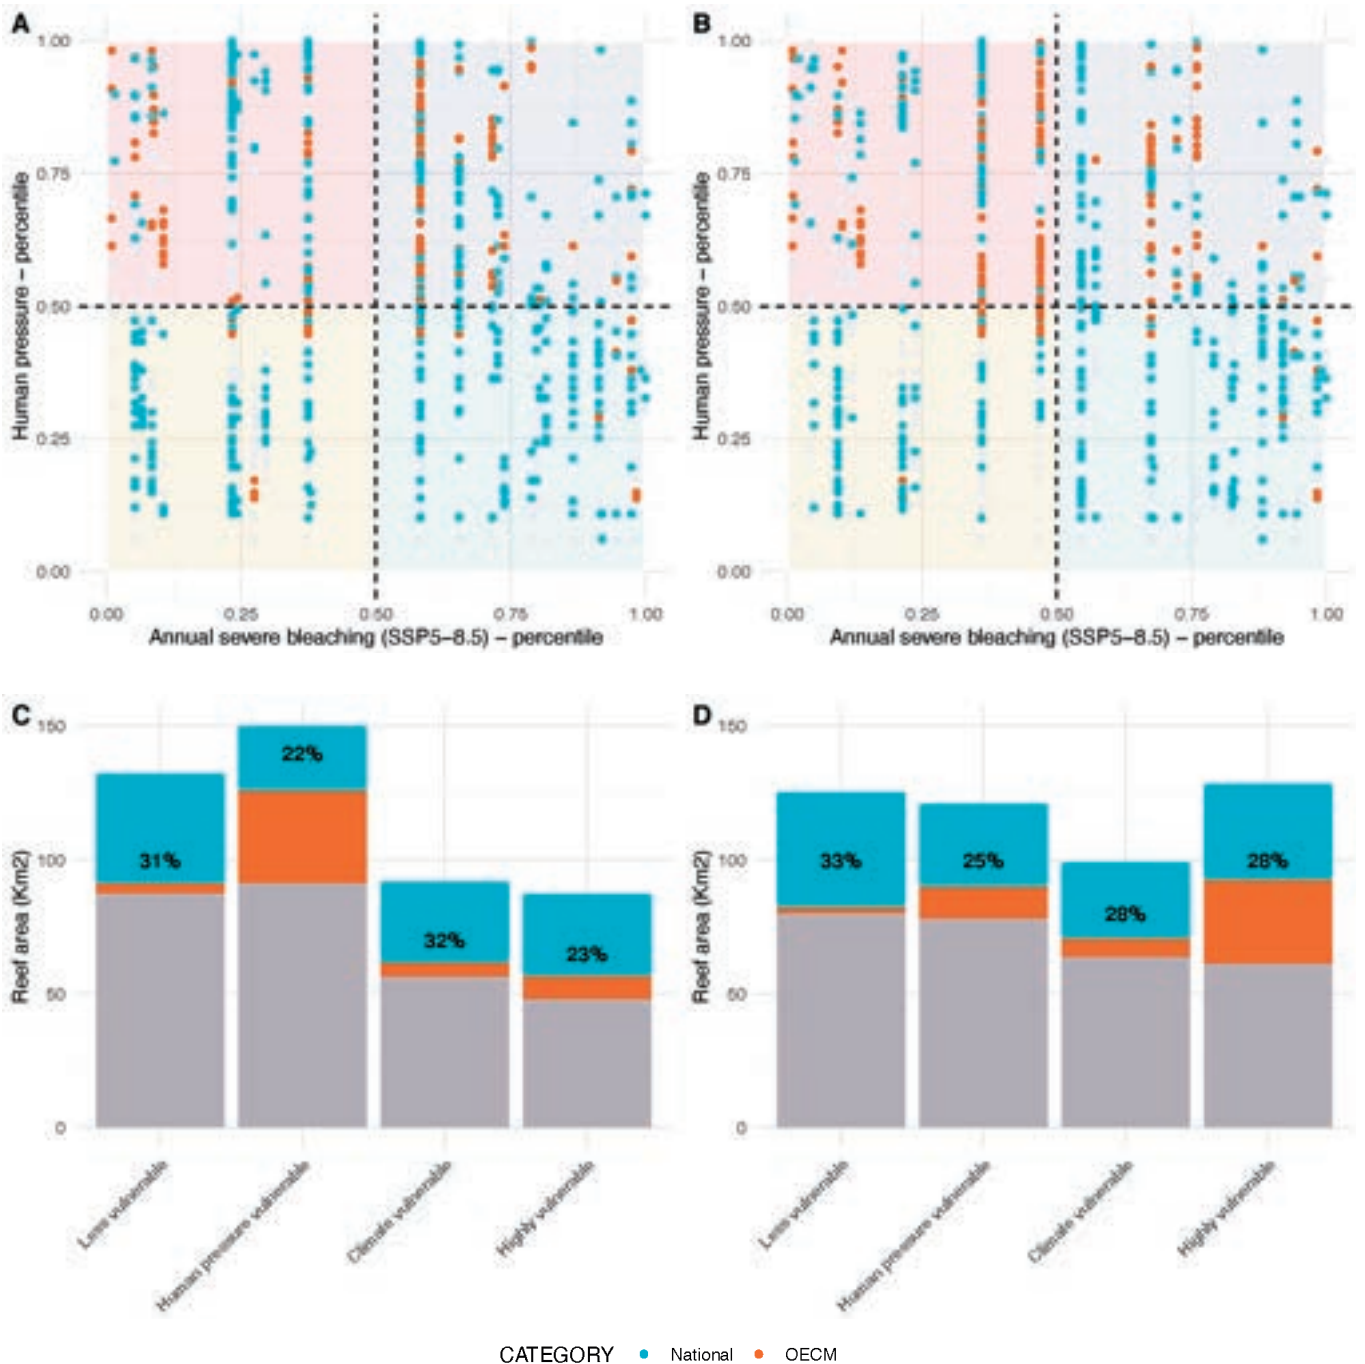 A
1.00
0.75
0.50
0.25
0.00
Human pressure – percentile
0.00 0.25 0.50 0.75 1.00
Annual severe bleaching (SSP5–8.5) – percentile
B
1.00
0.75
0.50
0.25
0.00
Human pressure – percentile
0.00 0.25 0.50 0.75 1.00
Annual severe bleaching (SSP5–8.5) – percentile
C
150
100
50
0
Reef area (Km2)
31%
22%
32%
23%
Less vulnerable
Human pressure vulnerable
Climate vulnerable
Highly vulnerable
D
150
100
50
0
Reef area (Km2)
33%
25%
28%
28%
Less vulnerable
Human pressure vulnerable
Climate vulnerable
Highly vulnerable
CATEGORY National OECM